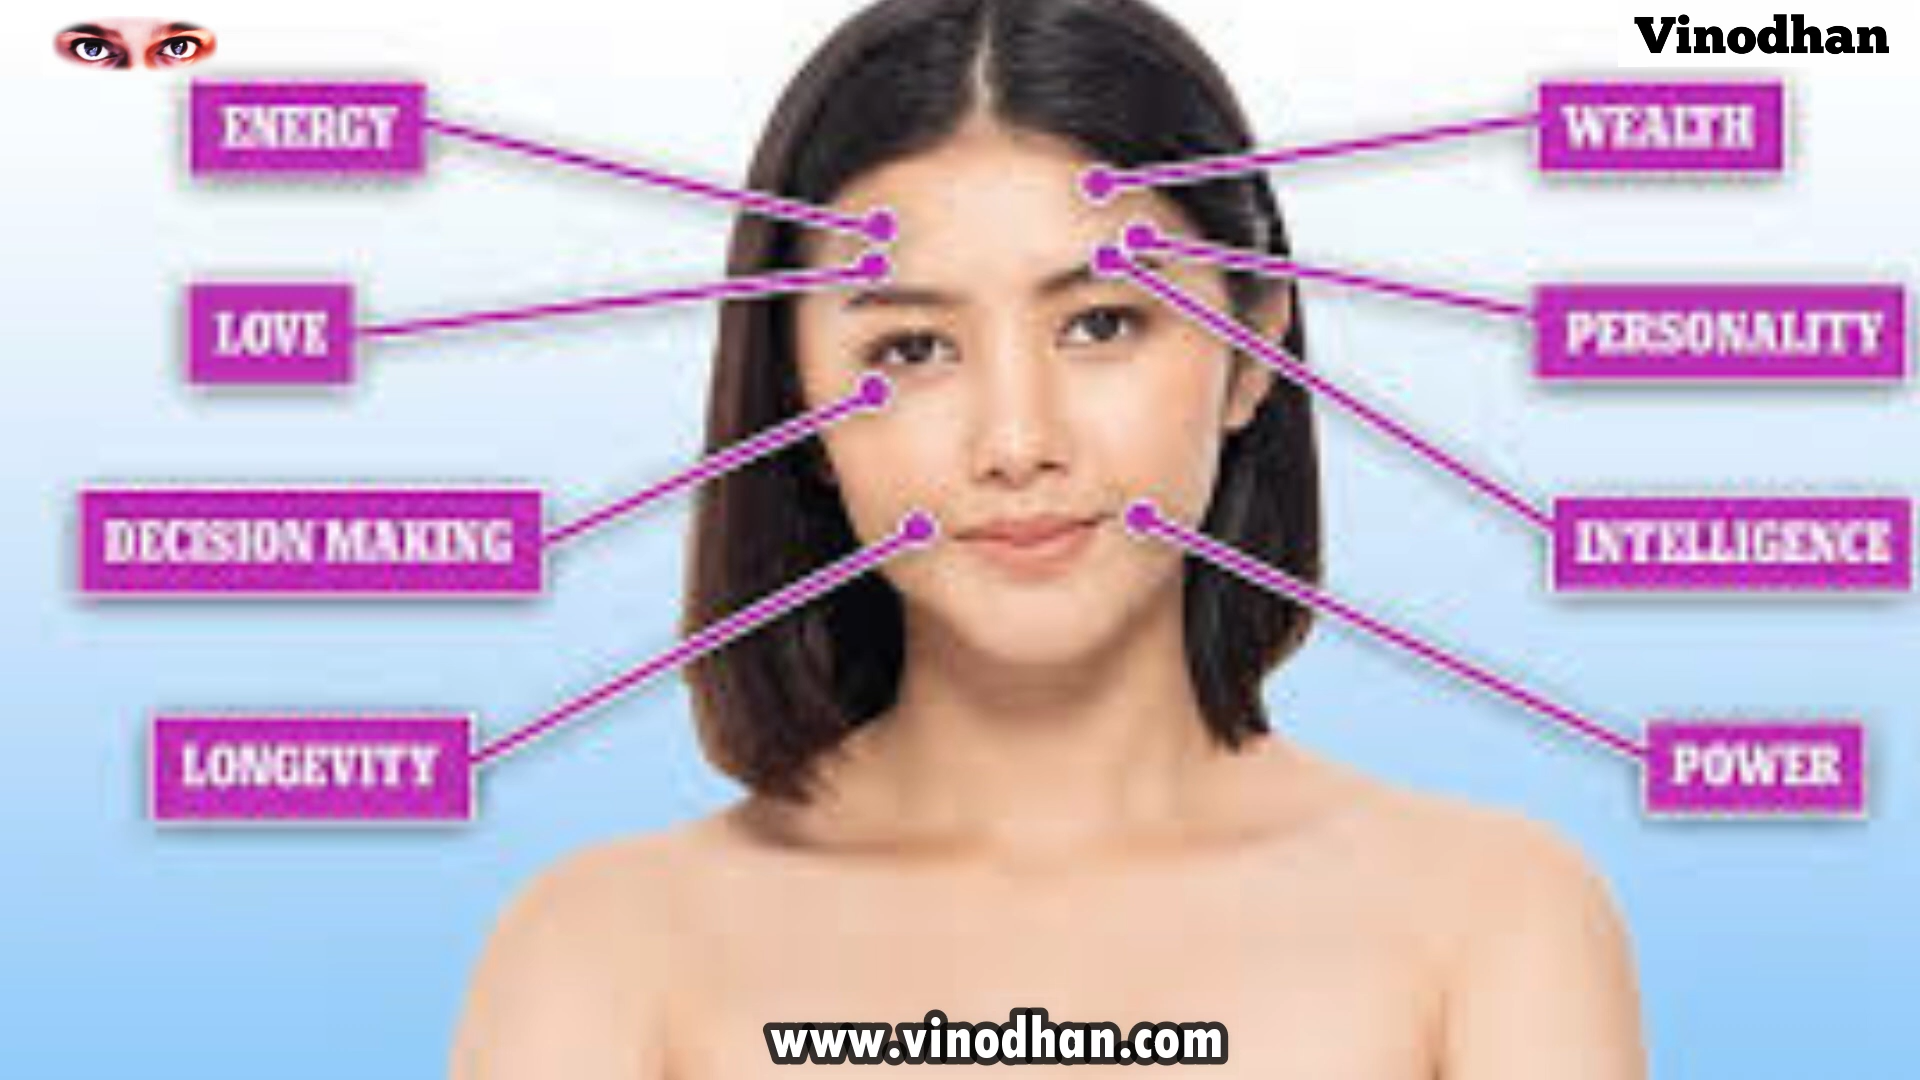 Vinodhan
ENERGY
WEALTH
LOVE
PERSONALITY
DECISION MAKING
INTELLIGENCE
LONGEVITY
POWER
www.vinodhan.com